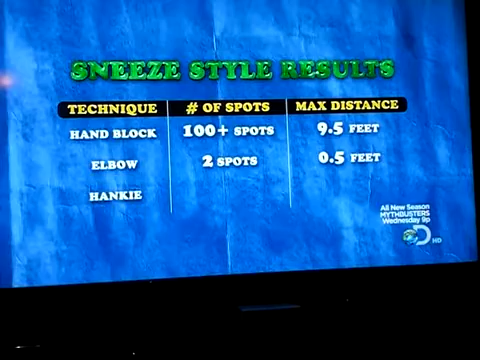 SNEEZE STYLE RESULTS
TECHNIQUE # OF SPOTS MAX DISTANCE
HAND BLOCK 100+ SPOTS 9.5 FEET
ELBOW 2 SPOTS 0.5 FEET
HANKIE
All New Season
MYTHBUSTERS
Wednesday 9p
D HD